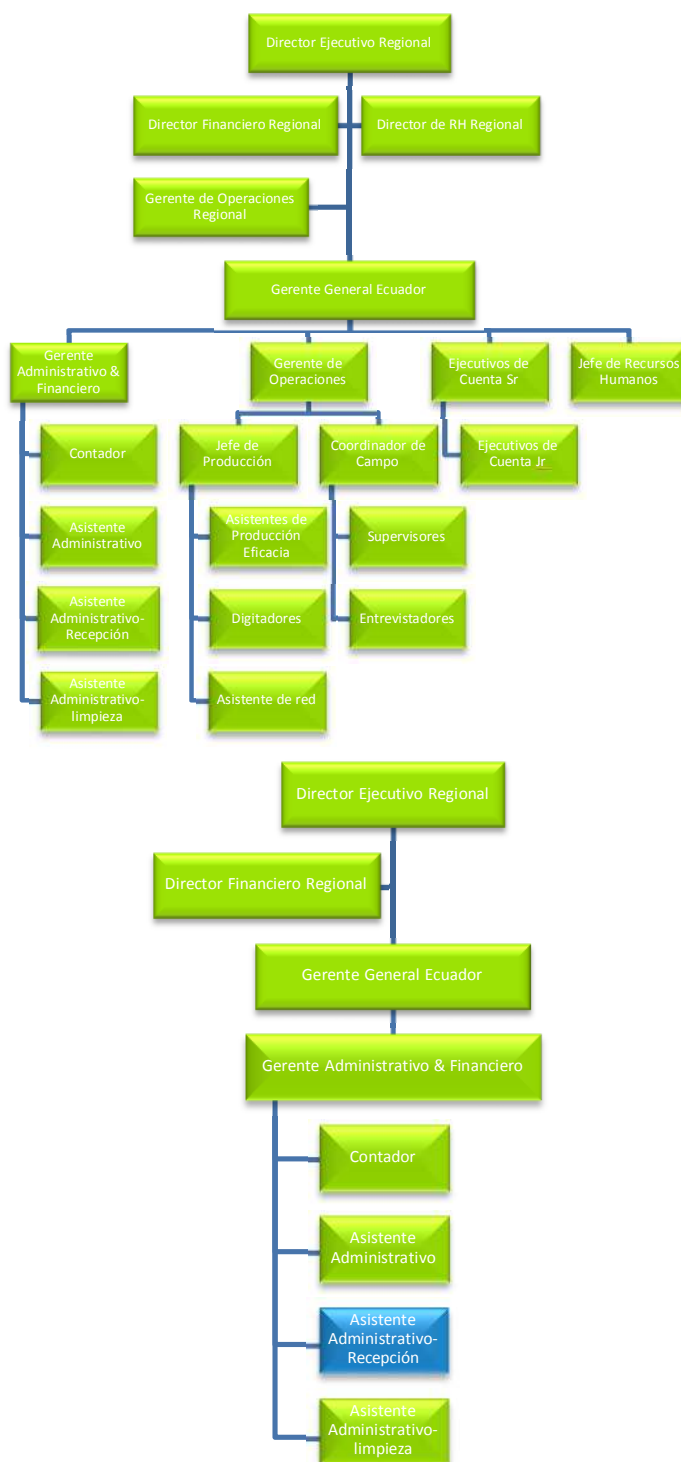 Director Ejecutivo Regional
Director Financiero Regional
Director de RH Regional
Gerente de Operaciones
Regional
Gerente General Ecuador
Gerente
Administrativo &
Financiero
Gerente de
Operaciones
Ejecutivos de
Cuenta Sr
Jefe de Recursos
Humanos
Contador
Jefe de
Producción
Coordinador de
Campo
Ejecutivos de
Cuenta Jr
Asistente
Administrativo
Asistentes de
Producción
Eficacia
Supervisores
Asistente
Administrativo-
Recepción
Digitadores
Entrevistadores
Asistente
Administrativo-
limpieza
Asistente de red
Director Ejecutivo Regional
Director Financiero Regional
Gerente General Ecuador
Gerente Administrativo & Financiero
Contador
Asistente
Administrativo
Asistente
Administrativo-
Recepción
Asistente
Administrativo-
limpieza